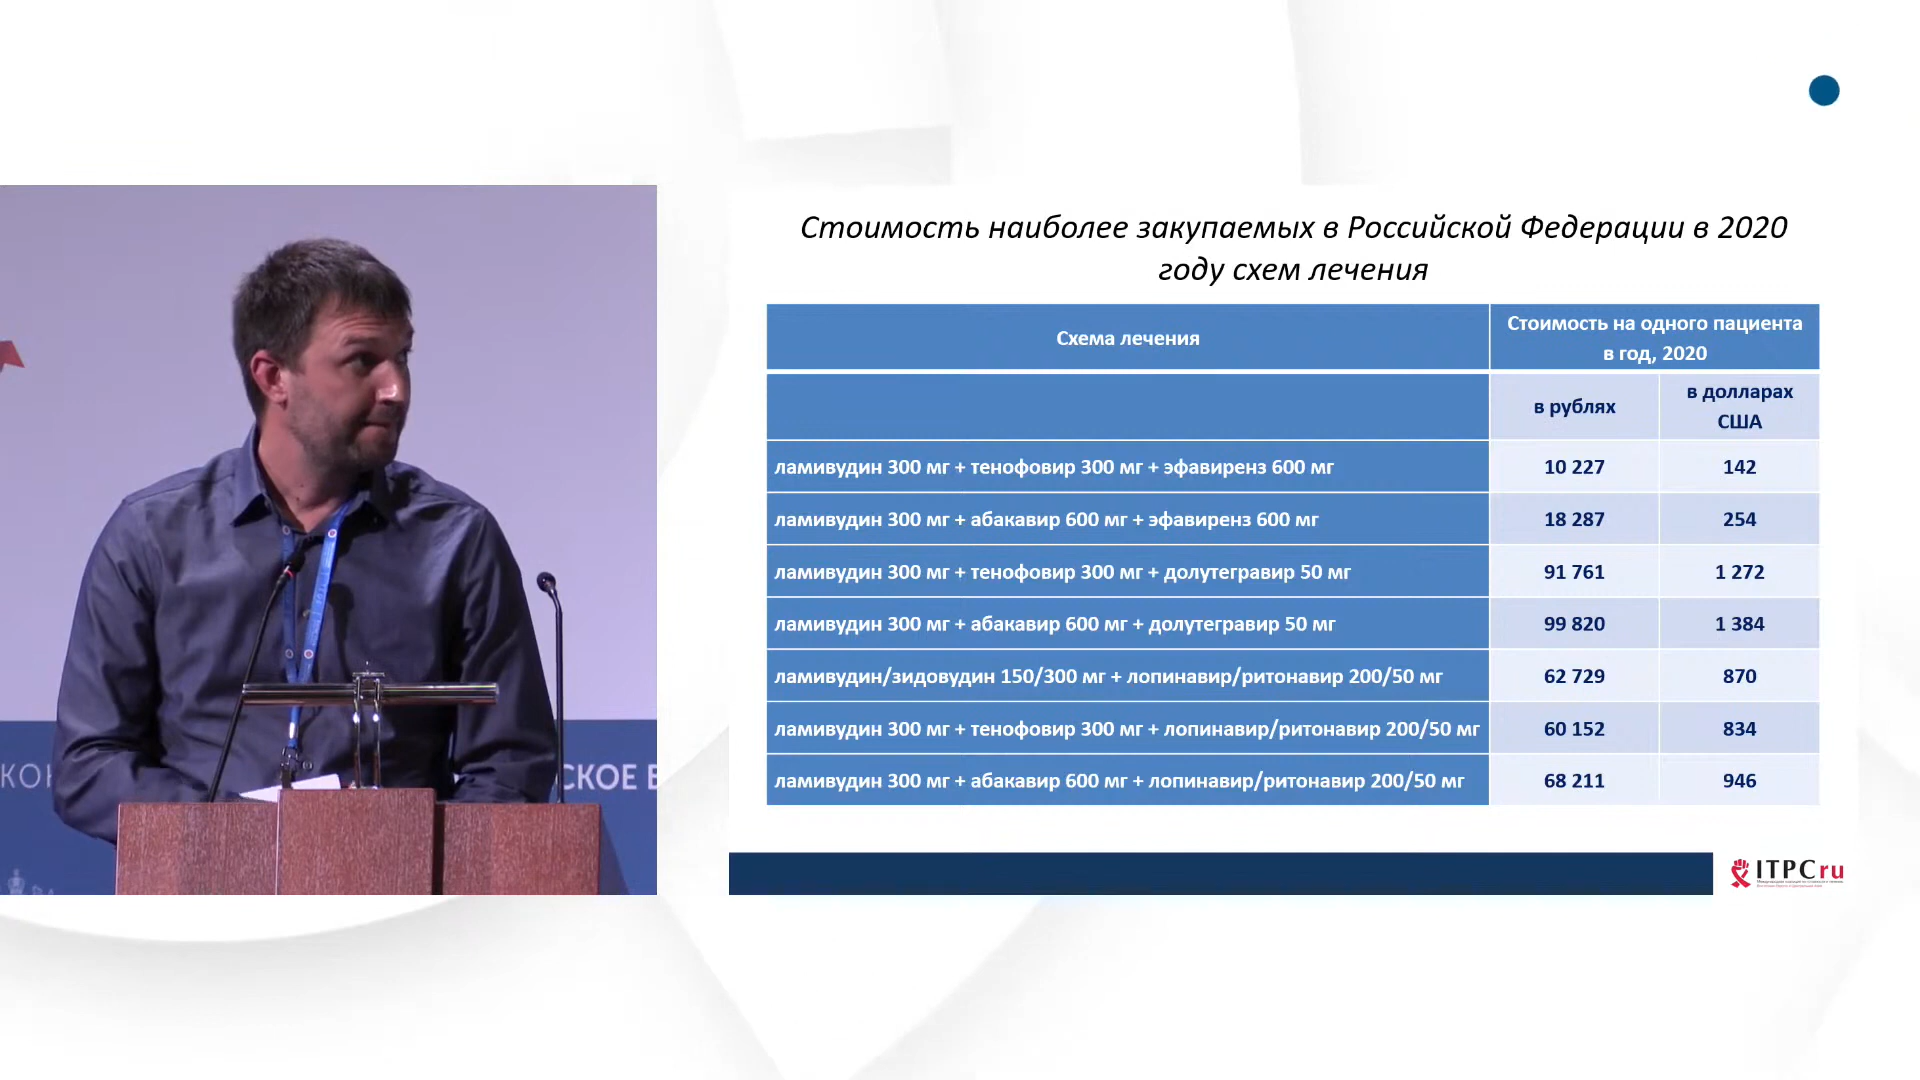 Стоимость наиболее закупаемых в Российской Федерации в 2020
году схем лечения
Схема лечения
Стоимость на одного пациента
в год, 2020
в рублях
в долларах
США
ламивудин 300 мг + тенофовир 300 мг + эфавиренз 600 мг
10 227
142
ламивудин 300 мг + абакавир 600 мг + эфавиренз 600 мг
18 287
254
ламивудин 300 мг + тенофовир 300 мг + долутегравир 50 мг
91 761
1 272
ламивудин 300 мг + абакавир 600 мг + долутегравир 50 мг
99 820
1 384
ламивудин/зидовудин 150/300 мг + лопинавир/ритонавир 200/50 мг
62 729
870
ламивудин 300 мг + тенофовир 300 мг + лопинавир/ритонавир 200/50 мг
60 152
834
ламивудин 300 мг + абакавир 600 мг + лопинавир/ритонавир 200/50 мг
68 211
946
СКОЕ В
ITPCru